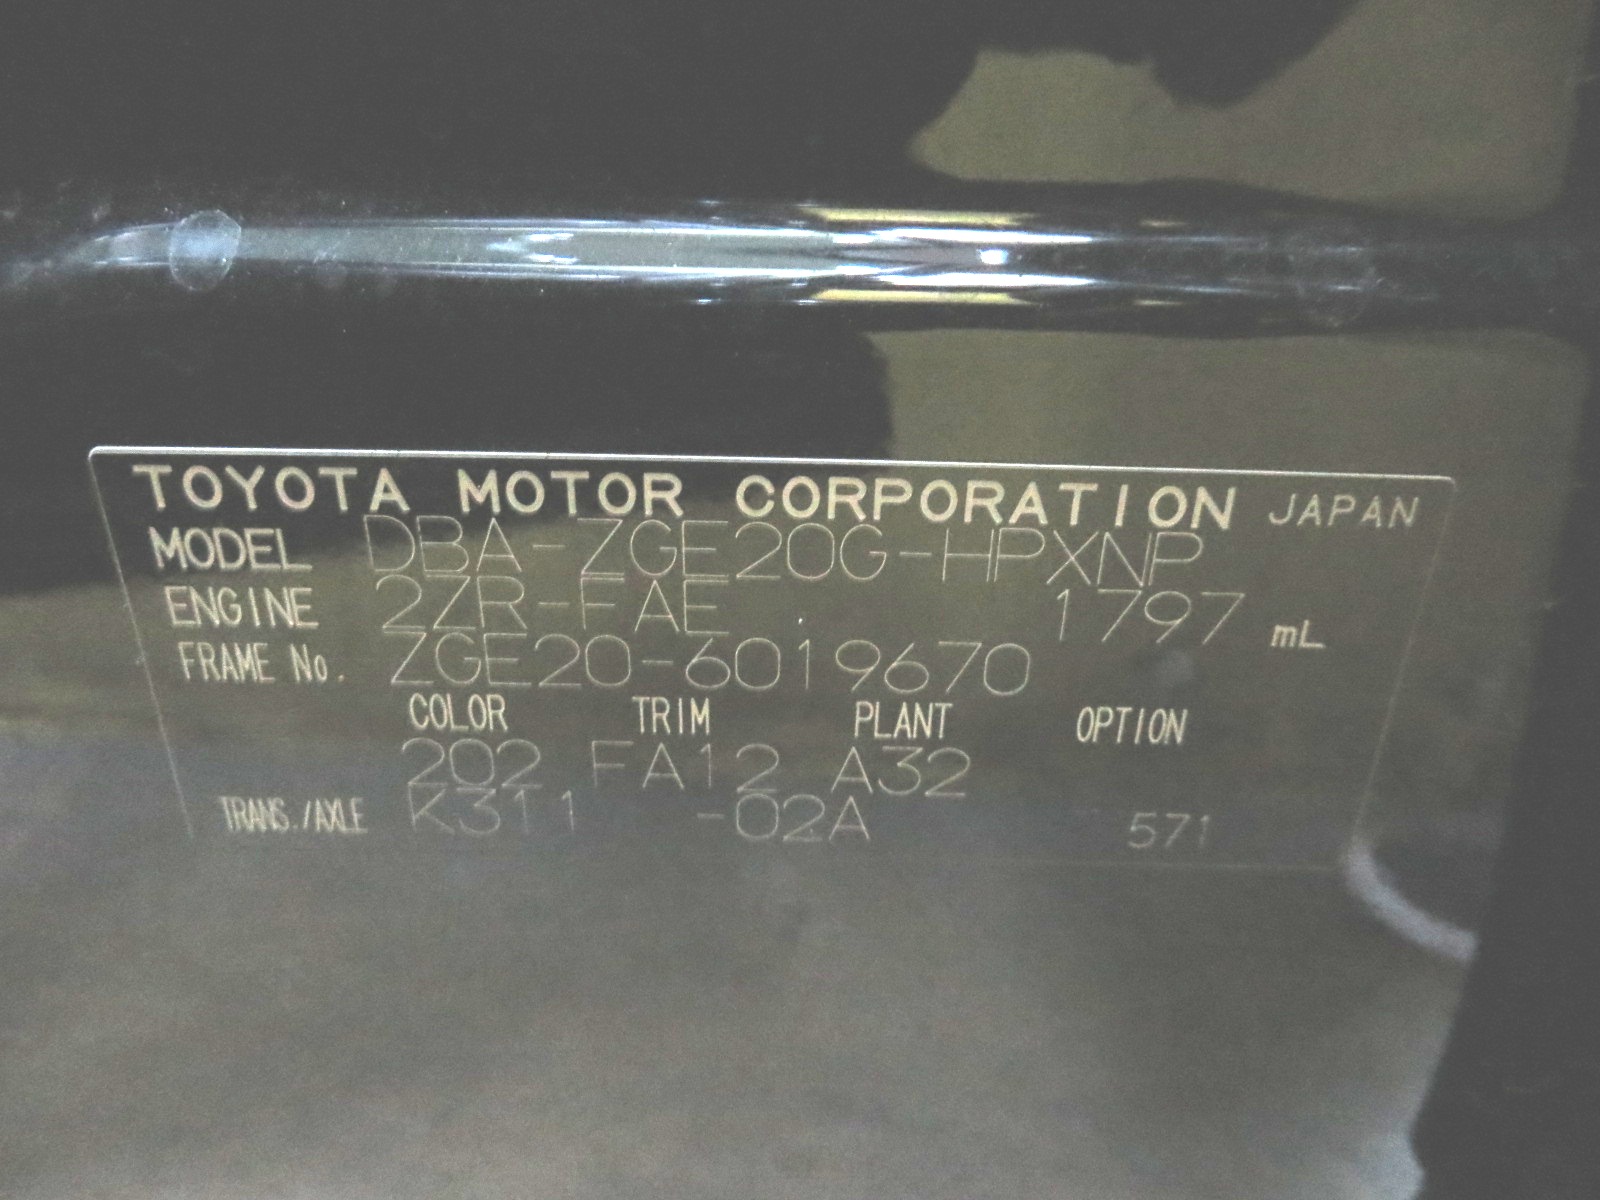 TOYOTA MOTOR CORPORATION JAPAN
MODEL DBA-ZGE20G-HPXNP
ENGINE 2ZR-FAE 1797 mL
FRAME No. ZGE20-6019670
COLOR TRIM PLANT OPTION
202 FA12 A32
TRANS./AXLE K311 -02A 571